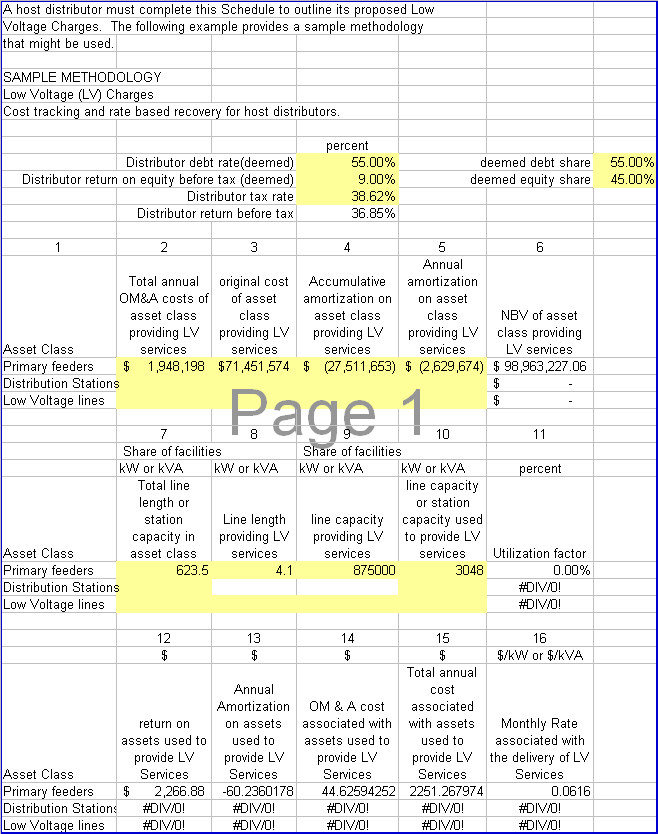 A host distributor must complete this Schedule to outline its proposed Low
Voltage Charges. The following example provides a sample methodology
that might be used.
SAMPLE METHODOLOGY
Low Voltage (LV) Charges
Cost tracking and rate based recovery for host distributors.
percent
Distributor debt rate(deemed) 55.00% deemed debt share 55.00%
Distributor return on equity before tax (deemed) 9.00% deemed equity share 45.00%
Distributor tax rate 38.62%
Distributor return before tax 36.85%
1 2 3 4 5 6
Annual
Total annual original cost Accumulative amortization
OM&A costs of of asset amortization on on asset
asset class class asset class class NBV of asset
providing LV providing LV providing LV providing LV class providing
Asset Class services services services services LV services
Primary feeders $ 1,948,198 $71,451,574 $ (27,511,653) $ (2,629,674) $ 98,963,227.06
Distribution Stations $ -
Low Voltage lines $ -
Page 1
7 8 9 10 11
Share of facilities Share of facilities
kW or kVA kW or kVA kW or kVA kW or kVA percent
Total line line capacity
length or or station
station Line length line capacity capacity used
capacity in providing LV providing LV to provide LV
Asset Class asset class services services services Utilization factor
Primary feeders 623.5 4.1 875000 3048 0.00%
Distribution Stations #DIV/0!
Low Voltage lines #DIV/0!
12 13 14 15 16
$ $ $ $ $/kW or $/kVA
Total annual
Annual cost
Amortization OM & A cost associated
return on on assets associated with with assets Monthly Rate
assets used to used to assets used to used to associated with
provide LV provide LV provide LV provide LV the delivery of LV
Asset Class Services Services Services Services Services
Primary feeders $ 2,266.88 -60.2360178 44.62594252 2251.267974 0.0616
Distribution Stations #DIV/0! #DIV/0! #DIV/0! #DIV/0! #DIV/0!
Low Voltage lines #DIV/0! #DIV/0! #DIV/0! #DIV/0! #DIV/0!